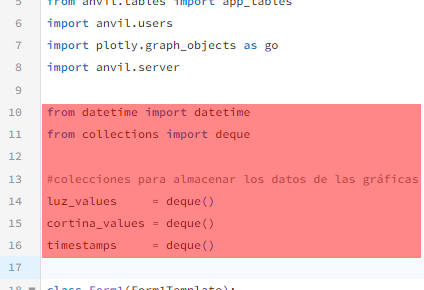 5 from anvil.tables import app_tables
6 import anvil.users
7 import plotly.graph_objects as go
8 import anvil.server
9
10 from datetime import datetime
11 from collections import deque
12
13 #colecciones para almacenar los datos de las gráficas
14 luz_values     = deque()
15 cortina_values = deque()
16 timestamps     = deque()
17
18 class Form1(Form1Template):